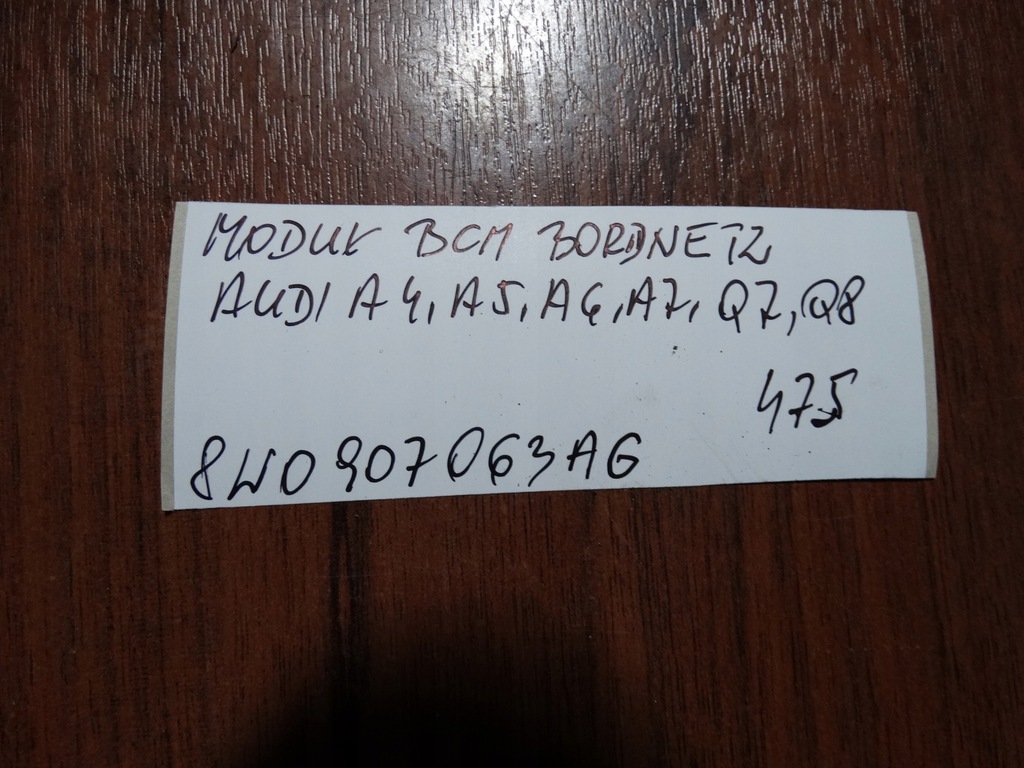 MODUŁ BCM BORDNETZ
AUDI A4, A5, A6, A7, Q7, Q8
475
8W0907063AG